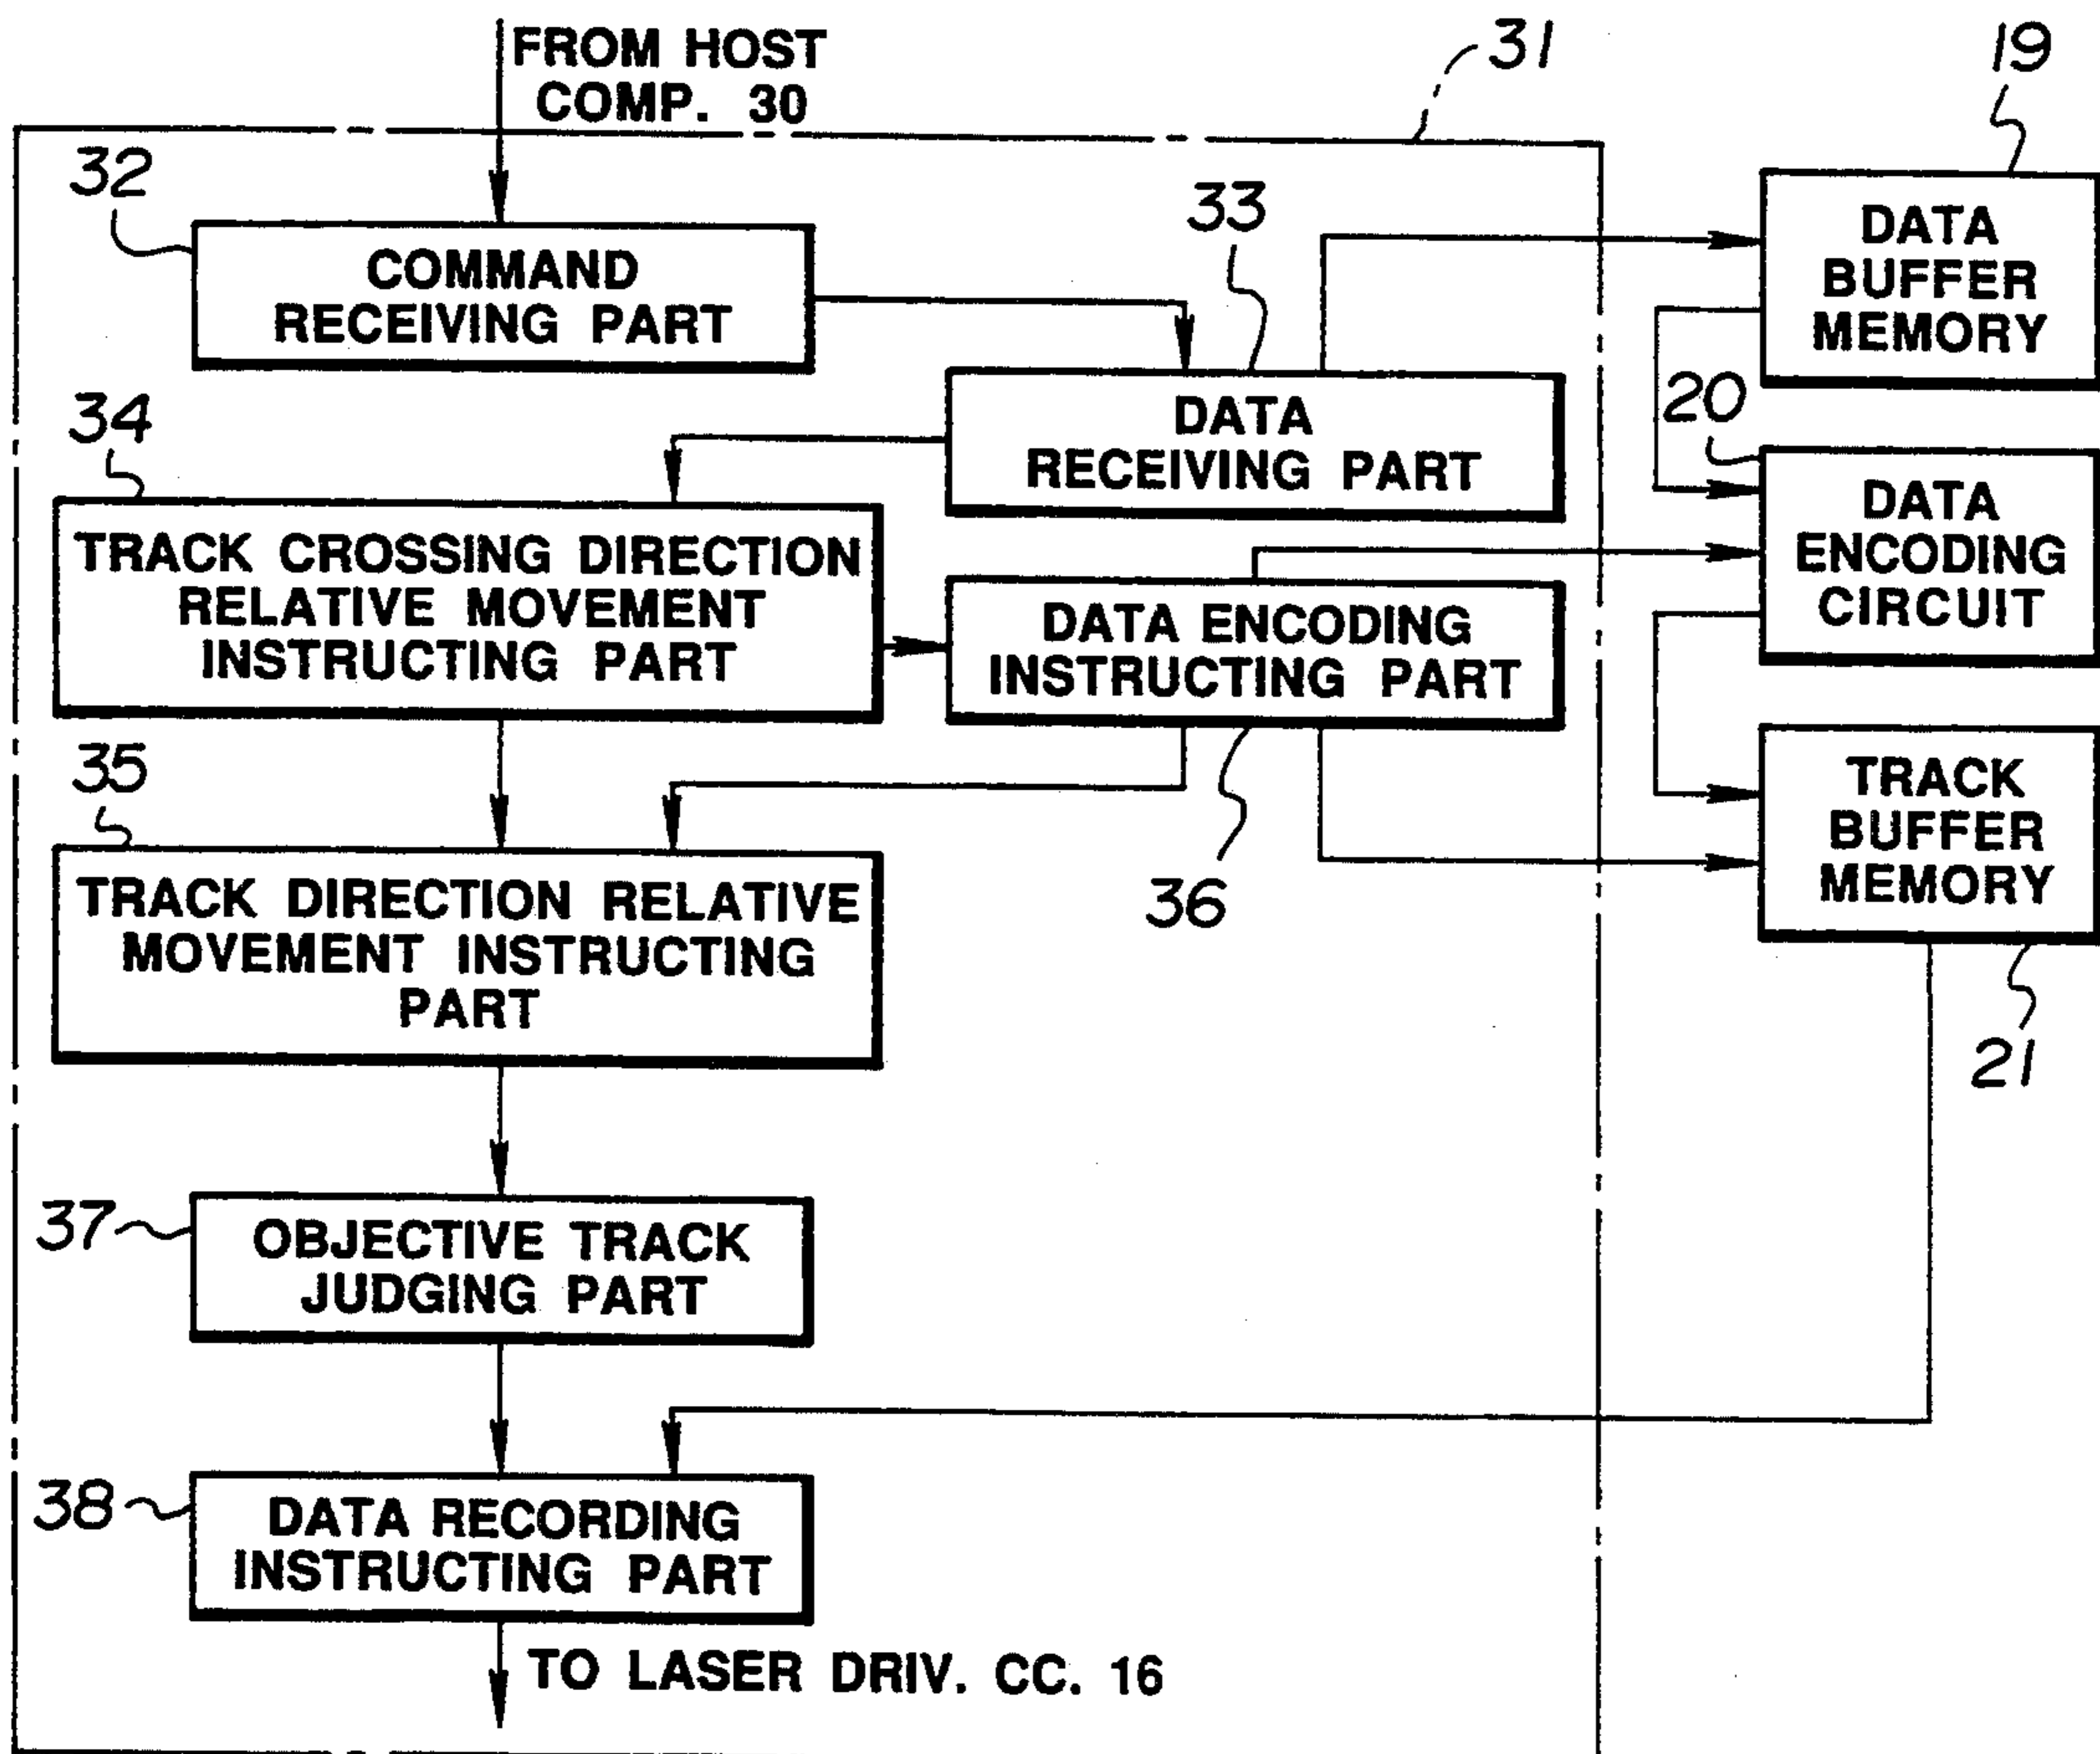 FROM HOST
COMP. 30
31
19
32
COMMAND
RECEIVING PART
33
DATA
BUFFER
MEMORY
34
DATA
RECEIVING PART
20
TRACK CROSSING DIRECTION
RELATIVE MOVEMENT
INSTRUCTING PART
DATA
ENCODING
CIRCUIT
DATA ENCODING
INSTRUCTING PART
35
36
TRACK
BUFFER
MEMORY
21
TRACK DIRECTION RELATIVE
MOVEMENT INSTRUCTING
PART
37
OBJECTIVE TRACK
JUDGING PART
38
DATA RECORDING
INSTRUCTING PART
TO LASER DRIV. CC. 16